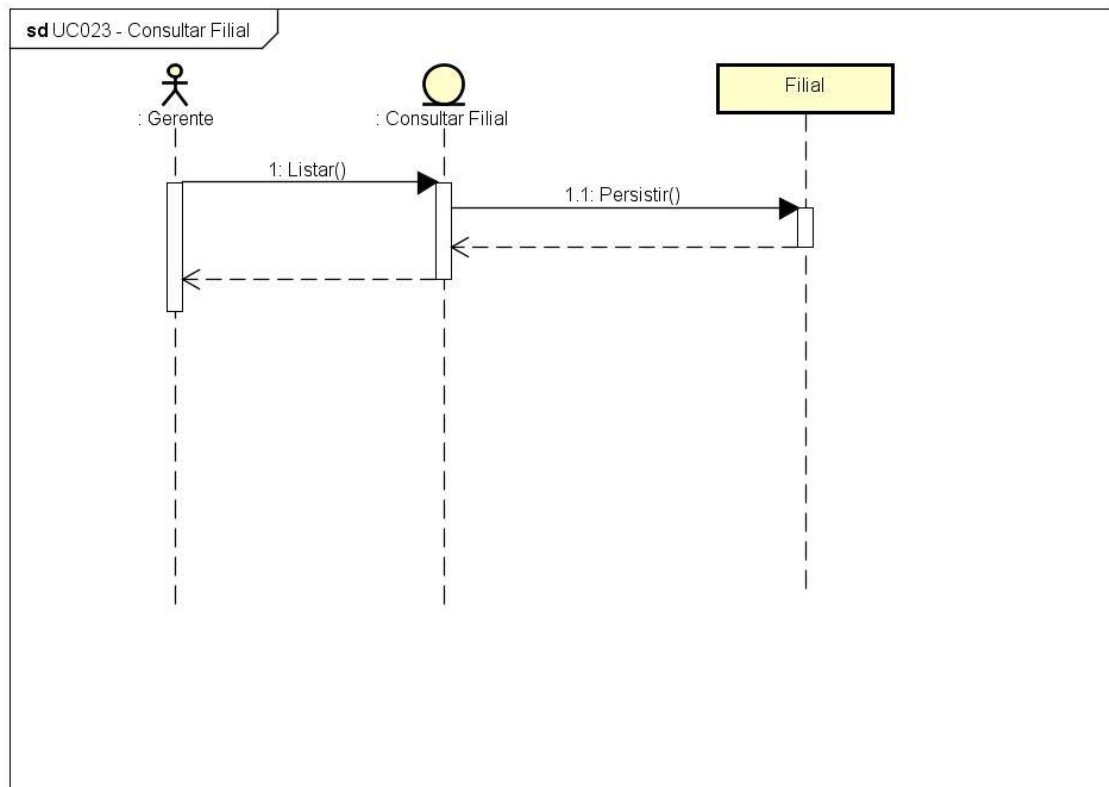 sd UC023 - Consultar Filial
: Gerente
: Consultar Filial
Filial
1: Listar()
1.1: Persistir()